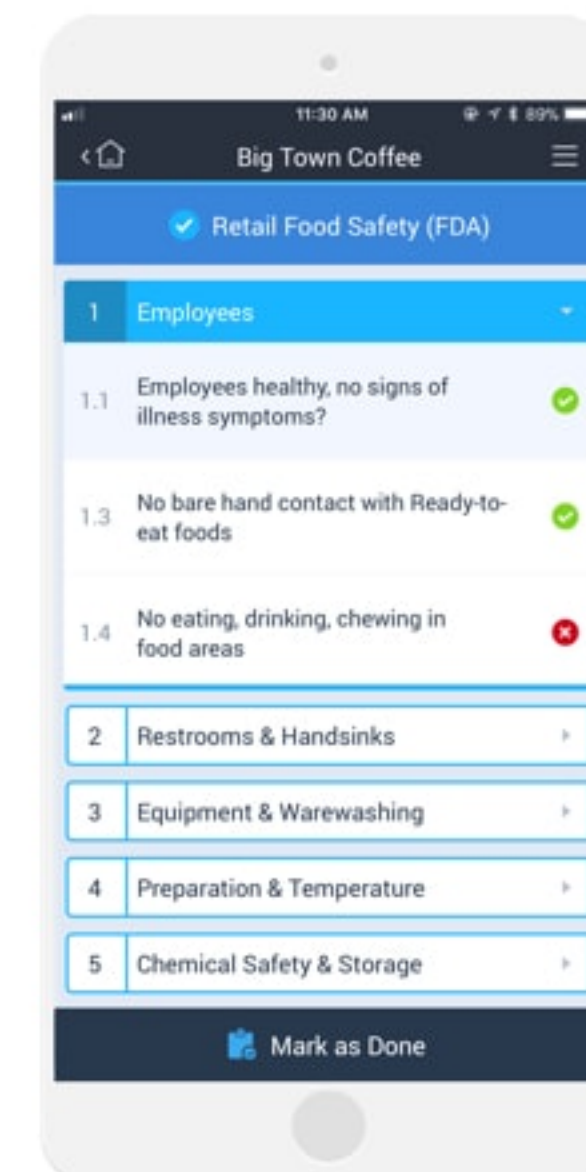 11:30 AM
89%
Big Town Coffee
Retail Food Safety (FDA)
1 Employees
1.1 Employees healthy, no signs of
illness symptoms?
1.3 No bare hand contact with Ready-to-
eat foods
1.4 No eating, drinking, chewing in
food areas
2 Restrooms & Handsinks
3 Equipment & Warewashing
4 Preparation & Temperature
5 Chemical Safety & Storage
Mark as Done